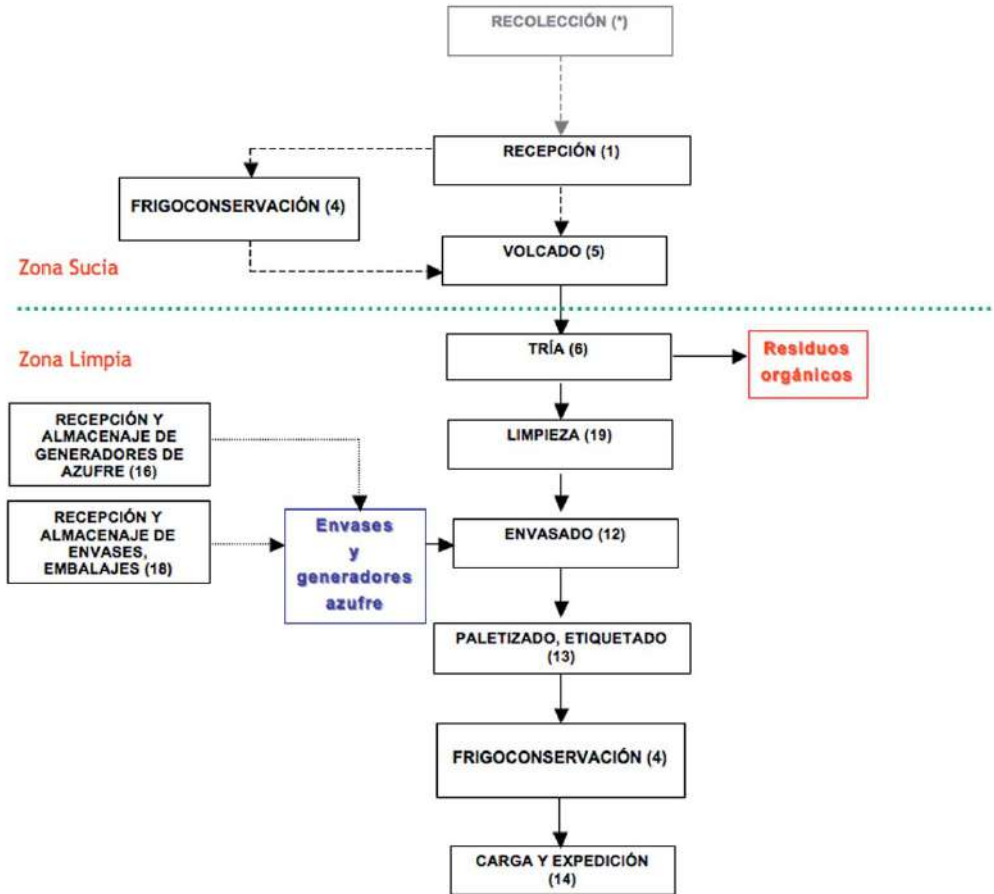 RECOLECCIÓN (*)
RECEPCIÓN (1)
FRIGOCONSERVACIÓN (4)
VOLCADO (5)
Zona Sucia
Zona Limpia
TRÍA (6)
Residuos
orgánicos
LIMPIEZA (19)
RECEPCIÓN Y
ALMACENAJE DE
GENERADORES DE
AZUFRE (16)
RECEPCIÓN Y
ALMACENAJE DE
ENVASES,
EMBALAJES (18)
Envases
y
generadores
azufre
ENVASADO (12)
PALETIZADO, ETIQUETADO
(13)
FRIGOCONSERVACIÓN (4)
CARGA Y EXPEDICIÓN
(14)